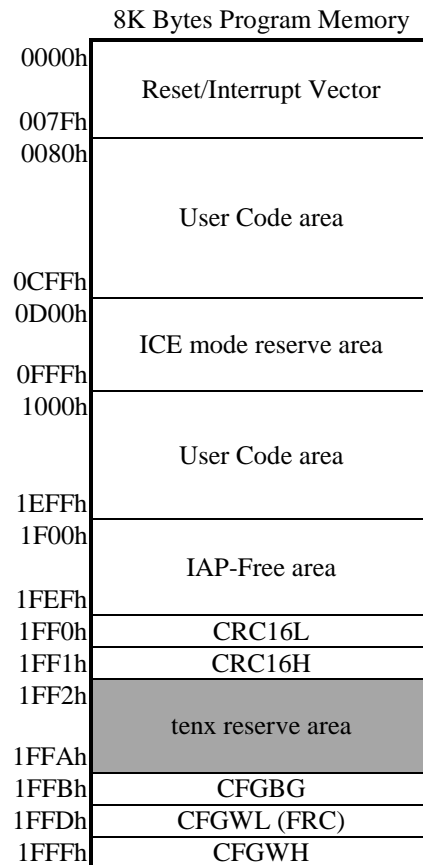 8K Bytes Program Memory
0000h
Reset/Interrupt Vector
007Fh
0080h
User Code area
0CFFh
0D00h
ICE mode reserve area
0FFFh
1000h
User Code area
1EFFh
1F00h
IAP-Free area
1FEFh
1FF0h CRC16L
1FF1h CRC16H
1FF2h
tenx reserve area
1FFAh
1FFBh CFGBG
1FFDh CFGWL (FRC)
1FFFh CFGWH